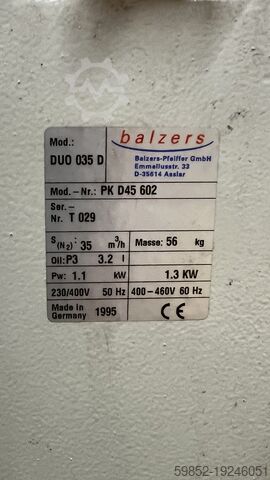 Mod.:
balzers
DUO 035 D
Balzers-Pfeiffer GmbH
Emmeliusstr. 33
D-35614 Asslar
Mod.-Nr.: PK D45 602
Ser.-
Nr. T 029
S(N₂): 35 m³/h Masse: 56 kg
Oil: P3 3.2 l
Pw: 1.1 kW 1.3 KW
230/400V 50 Hz 400-460V 60 Hz
Made in
Germany 1995 CE
59852-19246051